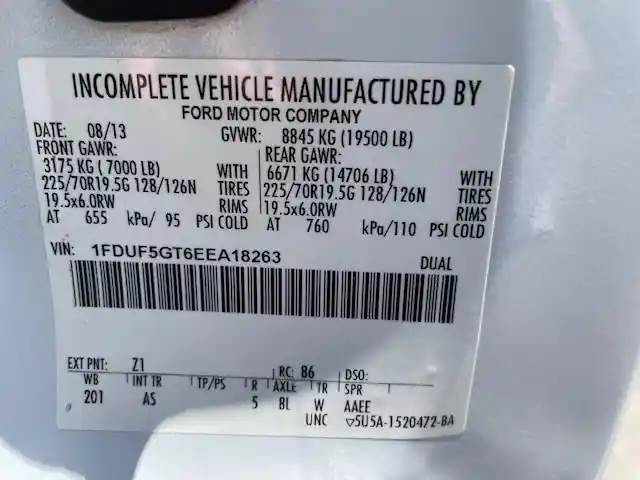 INCOMPLETE VEHICLE MANUFACTURED BY
FORD MOTOR COMPANY
DATE: 08/13 GVWR: 8845 KG (19500 LB)
FRONT GAWR: REAR GAWR:
3175 KG ( 7000 LB) WITH 6671 KG (14706 LB) WITH
225/70R19.5G 128/126N TIRES 225/70R19.5G 128/126N TIRES
19.5x6.0RW RIMS 19.5x6.0RW RIMS
AT 655 kPa/ 95 PSI COLD AT 760 kPa/110 PSI COLD
VIN: 1FDUF5GT6EEA18263 DUAL
EXT PNT: Z1 RC: 86 DSO:
WB INT TR TP/PS R AXLE TR SPR
201 AS 5 BL W AAEE
UNC ▽5U5A-1520472-BA